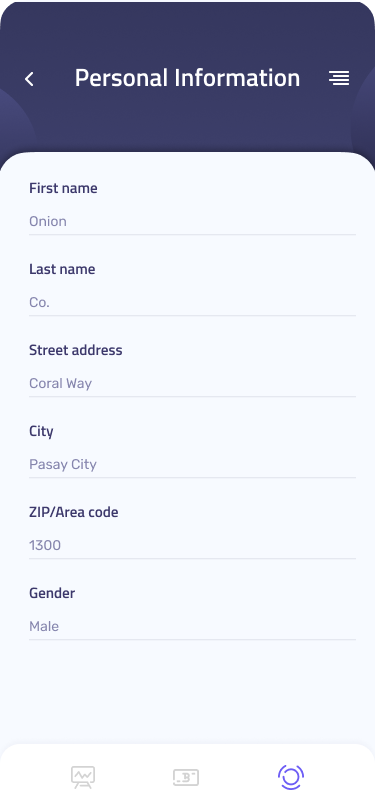 Personal Information
First name
Onion
Last name
Co.
Street address
Coral Way
City
Pasay City
ZIP/Area code
1300
Gender
Male